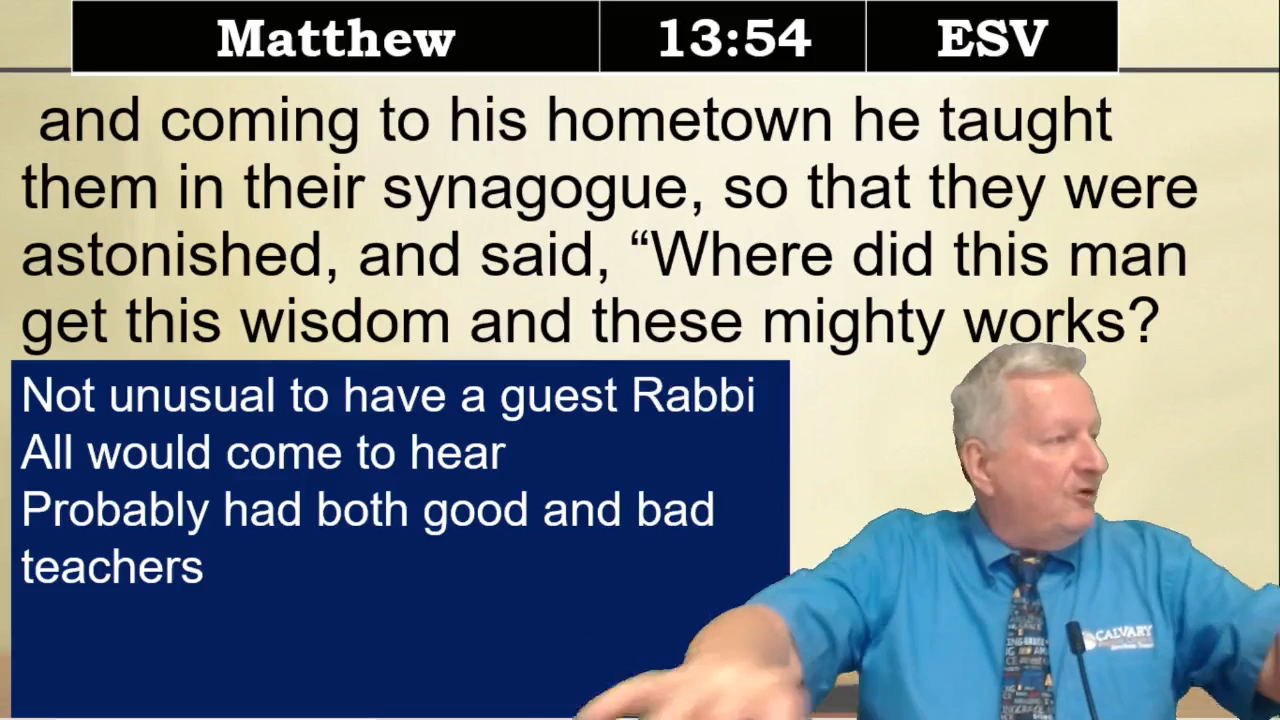 Matthew 13:54 ESV
and coming to his hometown he taught
them in their synagogue, so that they were
astonished, and said, “Where did this man
get this wisdom and these mighty works?
Not unusual to have a guest Rabbi
All would come to hear
Probably had both good and bad
teachers
CALVARY